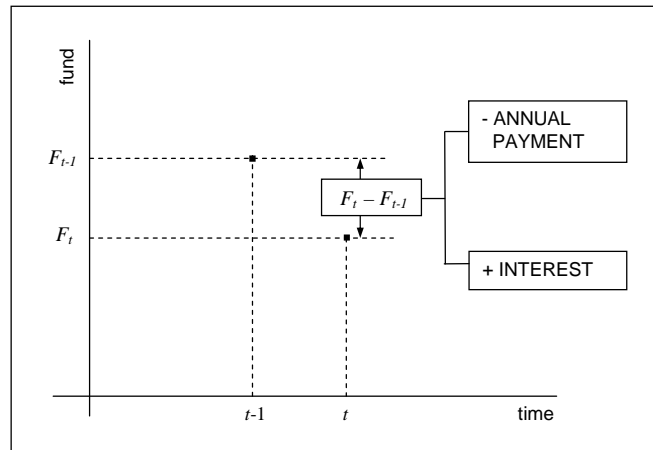 fund
- ANNUAL
PAYMENT
F_{t-1}
F_t – F_{t-1}
F_t
+ INTEREST
t-1
t
time